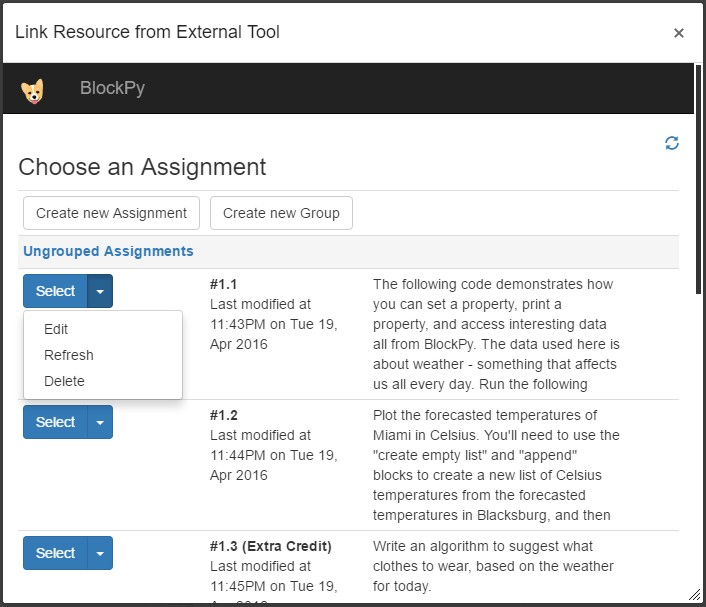 Link Resource from External Tool ×
BlockPy
Choose an Assignment
Create new Assignment Create new Group
Ungrouped Assignments
Select
Edit
Refresh
Delete
#1.1
Last modified at
11:43PM on Tue 19,
Apr 2016
The following code demonstrates how
you can set a property, print a
property, and access interesting data
all from BlockPy. The data used here is
about weather - something that affects
us all every day. Run the following
Select
#1.2
Last modified at
11:44PM on Tue 19,
Apr 2016
Plot the forecasted temperatures of
Miami in Celsius. You'll need to use the
"create empty list" and "append"
blocks to create a new list of Celsius
temperatures from the forecasted
temperatures in Blacksburg, and then
Select
#1.3 (Extra Credit)
Last modified at
11:45PM on Tue 19,
Apr 2016
Write an algorithm to suggest what
clothes to wear, based on the weather
for today.